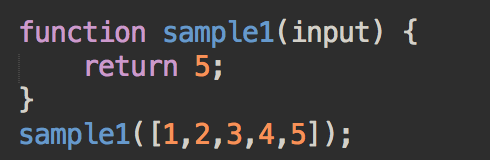 function sample1(input) {
    return 5;
}
sample1([1,2,3,4,5]);